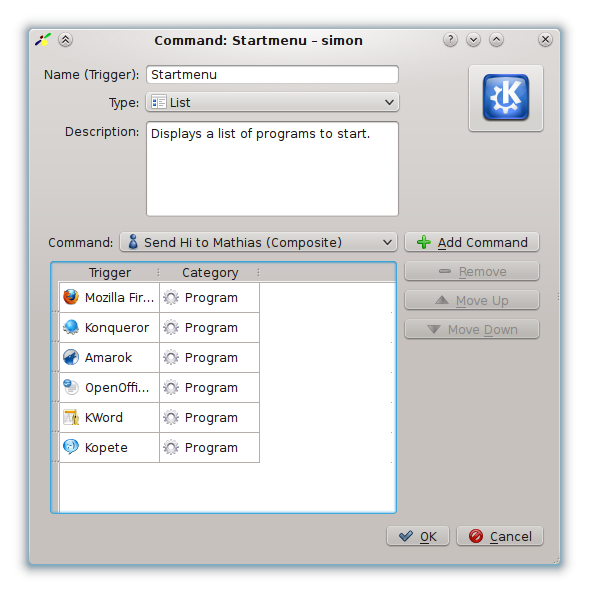 Command: Startmenu – simon
Name (Trigger): Startmenu
Type: List
Description: Displays a list of programs to start.
Command: Send Hi to Mathias (Composite) Add Command
Trigger Category Remove
Mozilla Fir... Program Move Up
Konqueror Program Move Down
Amarok Program
OpenOffi... Program
KWord Program
Kopete Program
OK Cancel